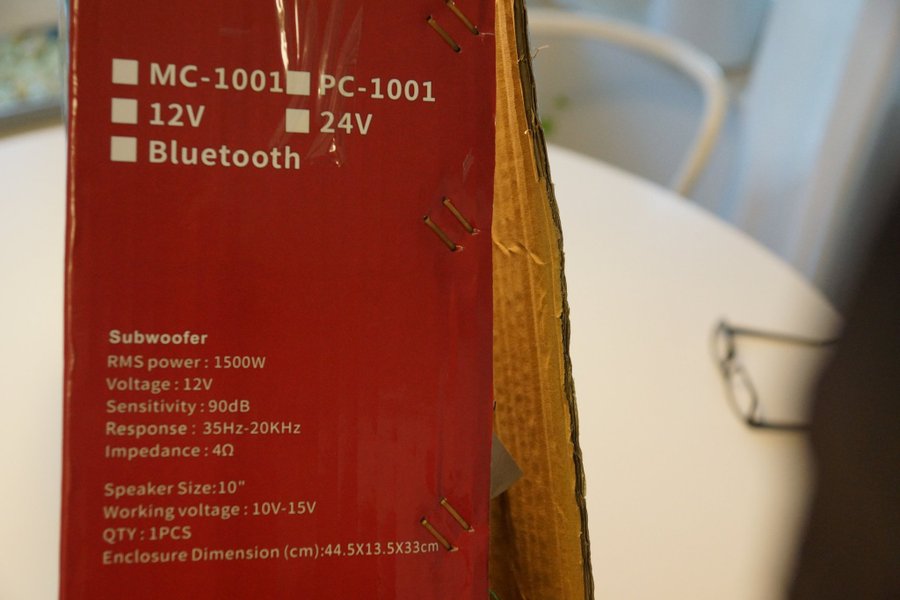 MC-1001 PC-1001
12V 24V
Bluetooth
Subwoofer
RMS power : 1500W
Voltage : 12V
Sensitivity : 90dB
Response : 35Hz-20KHz
Impedance : 4Ω
Speaker Size:10"
Working voltage : 10V-15V
QTY : 1PCS
Enclosure Dimension (cm):44.5X13.5X33cm